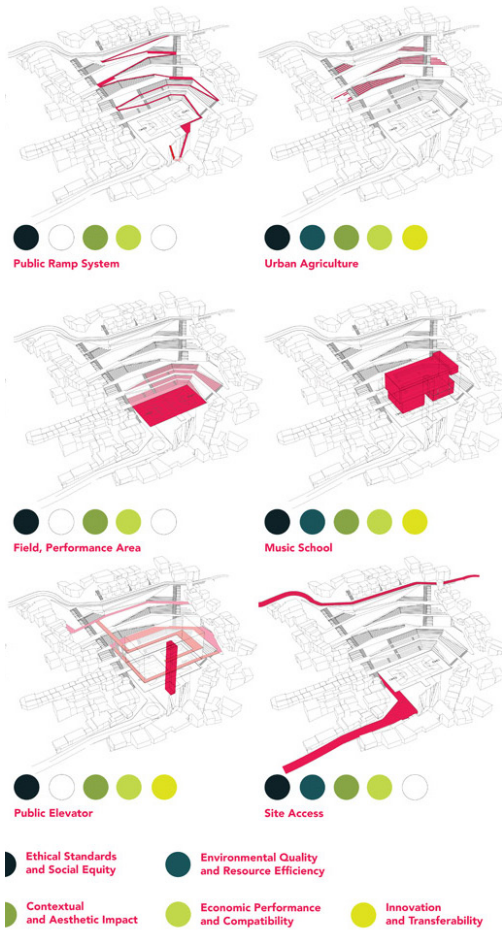 Public Ramp System
Urban Agriculture
Field, Performance Area
Music School
Public Elevator
Site Access
Ethical Standards
and Social Equity
Environmental Quality
and Resource Efficiency
Contextual
and Aesthetic Impact
Economic Performance
and Compatibility
Innovation
and Transferability